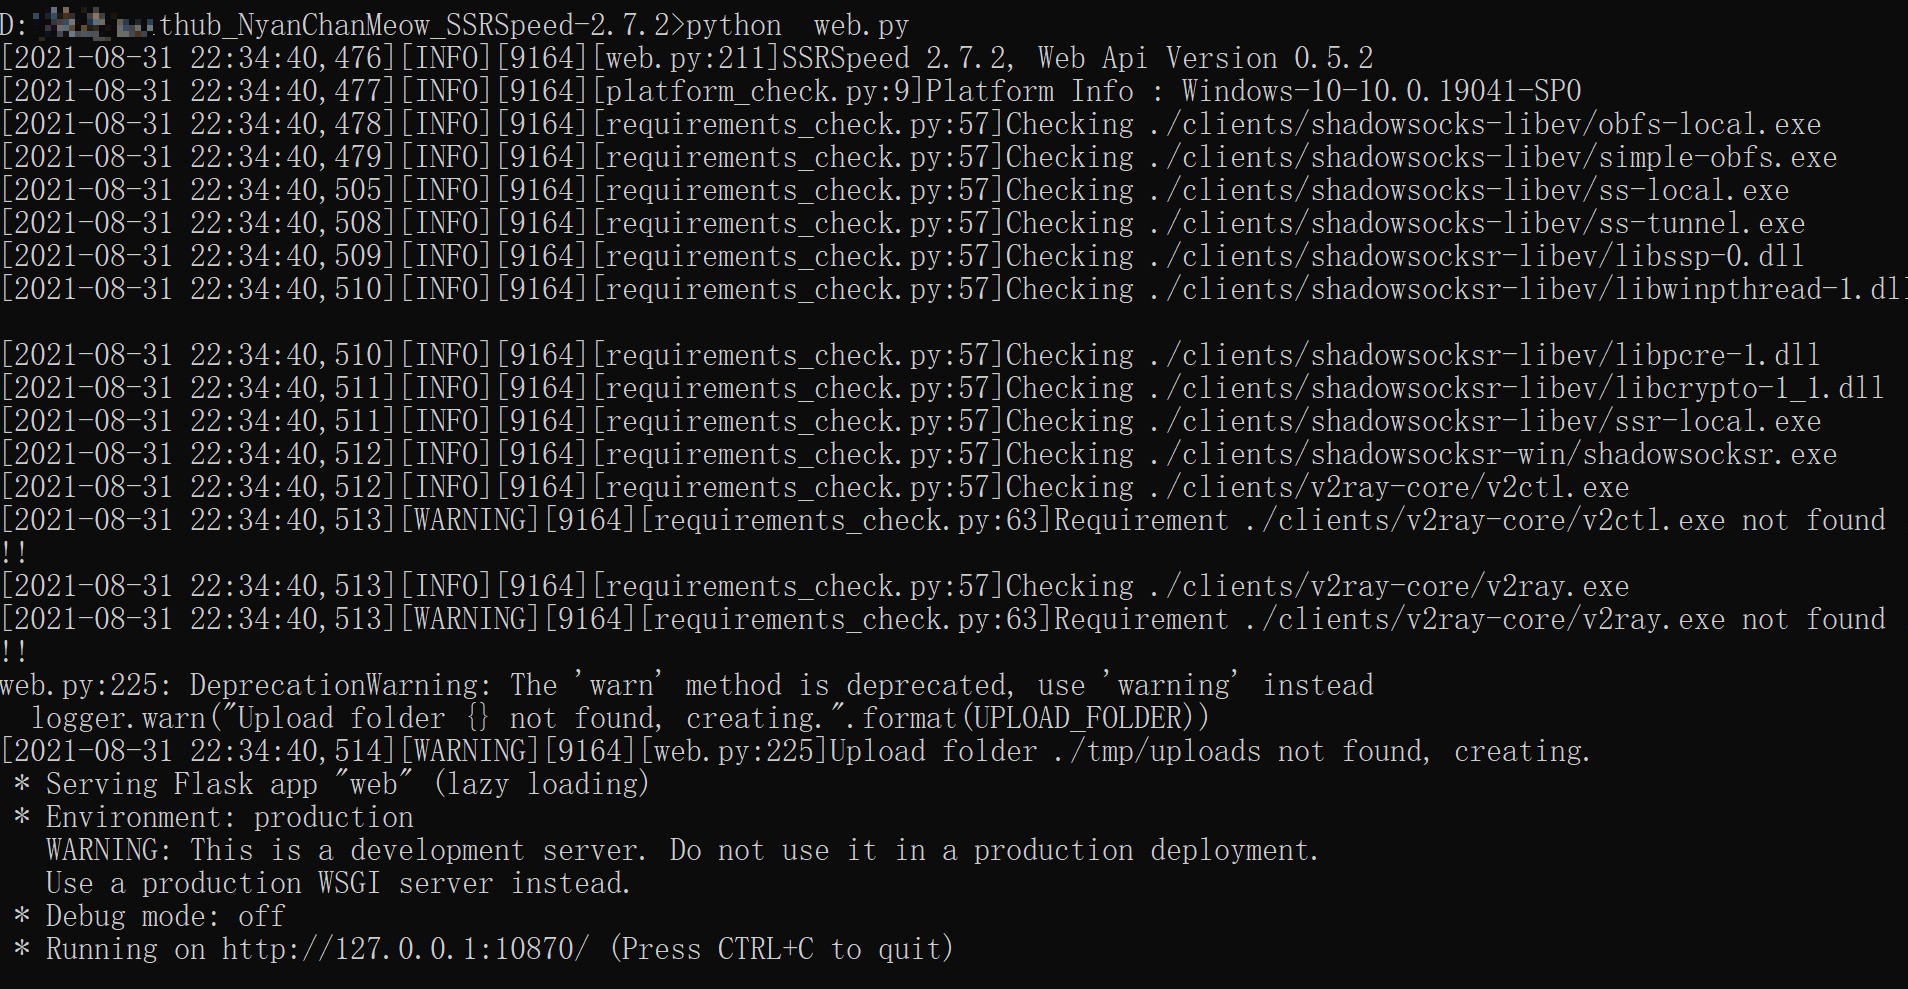 D: thub_NyanChanMeow_SSRSpeed-2.7.2>python  web.py
[2021-08-31 22:34:40,476][INFO][9164][web.py:211]SSRSpeed 2.7.2, Web Api Version 0.5.2
[2021-08-31 22:34:40,477][INFO][9164][platform_check.py:9]Platform Info : Windows-10-10.0.19041-SP0
[2021-08-31 22:34:40,478][INFO][9164][requirements_check.py:57]Checking ./clients/shadowsocks-libev/obfs-local.exe
[2021-08-31 22:34:40,479][INFO][9164][requirements_check.py:57]Checking ./clients/shadowsocks-libev/simple-obfs.exe
[2021-08-31 22:34:40,505][INFO][9164][requirements_check.py:57]Checking ./clients/shadowsocks-libev/ss-local.exe
[2021-08-31 22:34:40,508][INFO][9164][requirements_check.py:57]Checking ./clients/shadowsocks-libev/ss-tunnel.exe
[2021-08-31 22:34:40,509][INFO][9164][requirements_check.py:57]Checking ./clients/shadowsocksr-libev/libssp-0.dll
[2021-08-31 22:34:40,510][INFO][9164][requirements_check.py:57]Checking ./clients/shadowsocksr-libev/libwinpthread-1.dll
[2021-08-31 22:34:40,510][INFO][9164][requirements_check.py:57]Checking ./clients/shadowsocksr-libev/libpcre-1.dll
[2021-08-31 22:34:40,511][INFO][9164][requirements_check.py:57]Checking ./clients/shadowsocksr-libev/libcrypto-1_1.dll
[2021-08-31 22:34:40,511][INFO][9164][requirements_check.py:57]Checking ./clients/shadowsocksr-libev/ssr-local.exe
[2021-08-31 22:34:40,512][INFO][9164][requirements_check.py:57]Checking ./clients/shadowsocksr-win/shadowsocksr.exe
[2021-08-31 22:34:40,512][INFO][9164][requirements_check.py:57]Checking ./clients/v2ray-core/v2ctl.exe
[2021-08-31 22:34:40,513][WARNING][9164][requirements_check.py:63]Requirement ./clients/v2ray-core/v2ctl.exe not found
!!
[2021-08-31 22:34:40,513][INFO][9164][requirements_check.py:57]Checking ./clients/v2ray-core/v2ray.exe
[2021-08-31 22:34:40,513][WARNING][9164][requirements_check.py:63]Requirement ./clients/v2ray-core/v2ray.exe not found
!!
web.py:225: DeprecationWarning: The 'warn' method is deprecated, use 'warning' instead
  logger.warn("Upload folder {} not found, creating.".format(UPLOAD_FOLDER))
[2021-08-31 22:34:40,514][WARNING][9164][web.py:225]Upload folder ./tmp/uploads not found, creating.
 * Serving Flask app "web" (lazy loading)
 * Environment: production
   WARNING: This is a development server. Do not use it in a production deployment.
   Use a production WSGI server instead.
 * Debug mode: off
 * Running on http://127.0.0.1:10870/ (Press CTRL+C to quit)